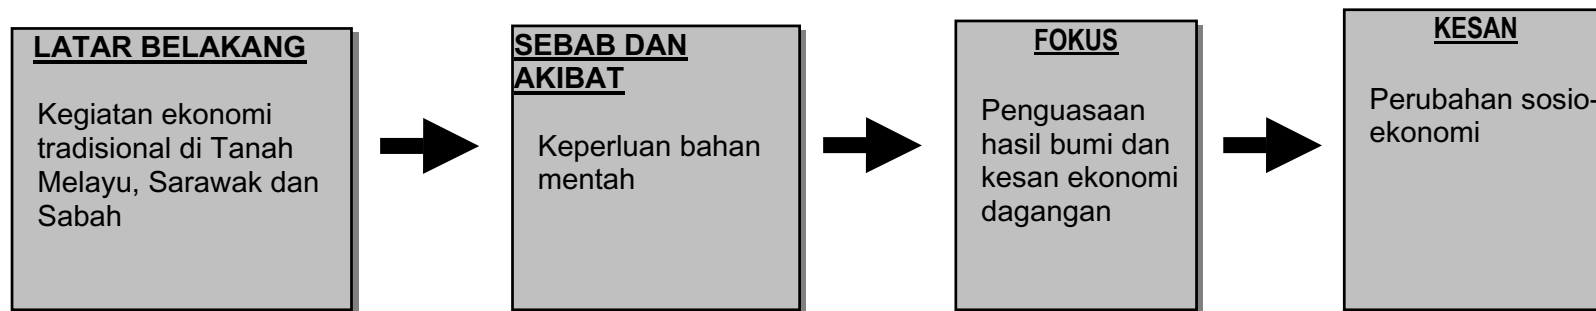 LATAR BELAKANG
Kegiatan ekonomi
tradisional di Tanah
Melayu, Sarawak dan
Sabah
SEBAB DAN
AKIBAT
Keperluan bahan
mentah
FOKUS
Penguasaan
hasil bumi dan
kesan ekonomi
dagangan
KESAN
Perubahan sosio-
ekonomi